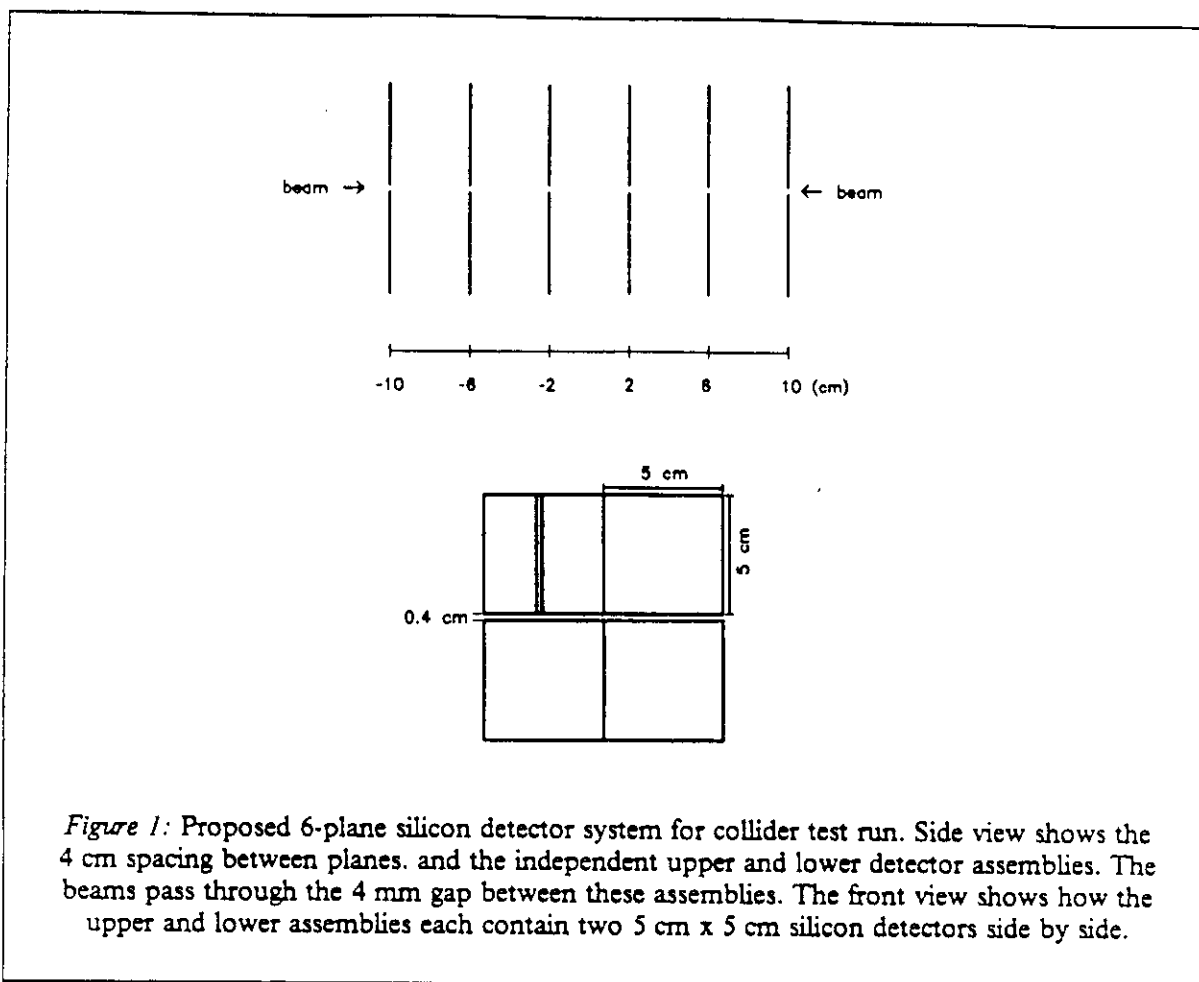 beam → ← beam
-10 -6 -2 2 6 10 (cm)
5 cm
5 cm
0.4 cm
Figure 1: Proposed 6-plane silicon detector system for collider test run. Side view shows the
4 cm spacing between planes. and the independent upper and lower detector assemblies. The
beams pass through the 4 mm gap between these assemblies. The front view shows how the
upper and lower assemblies each contain two 5 cm x 5 cm silicon detectors side by side.